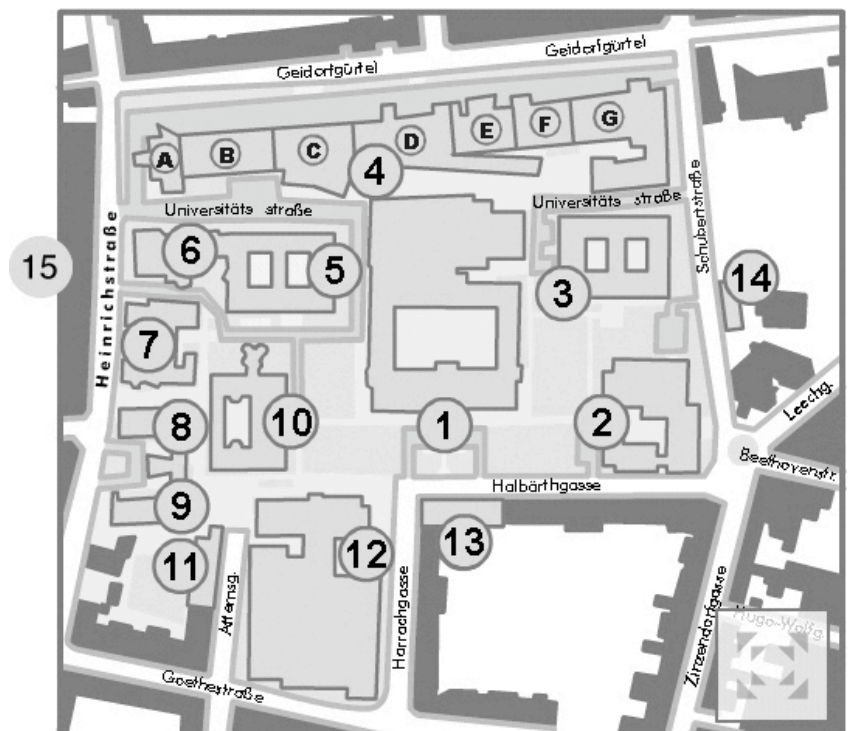 Geidorfgürtel
Geidorfgürtel
A
B
C
D
E
F
G
4
Universitäts straße
Universitäts straße
Heinrichstraße
Schubertstraße
15
6
5
3
14
7
8
10
1
2
Leechg.
Beethovenstr.
Halbärthgasse
9
11
12
13
Attemsg.
Harrachgasse
Zinzendorfgasse
Hugo-Wolfg.
Goethestraße